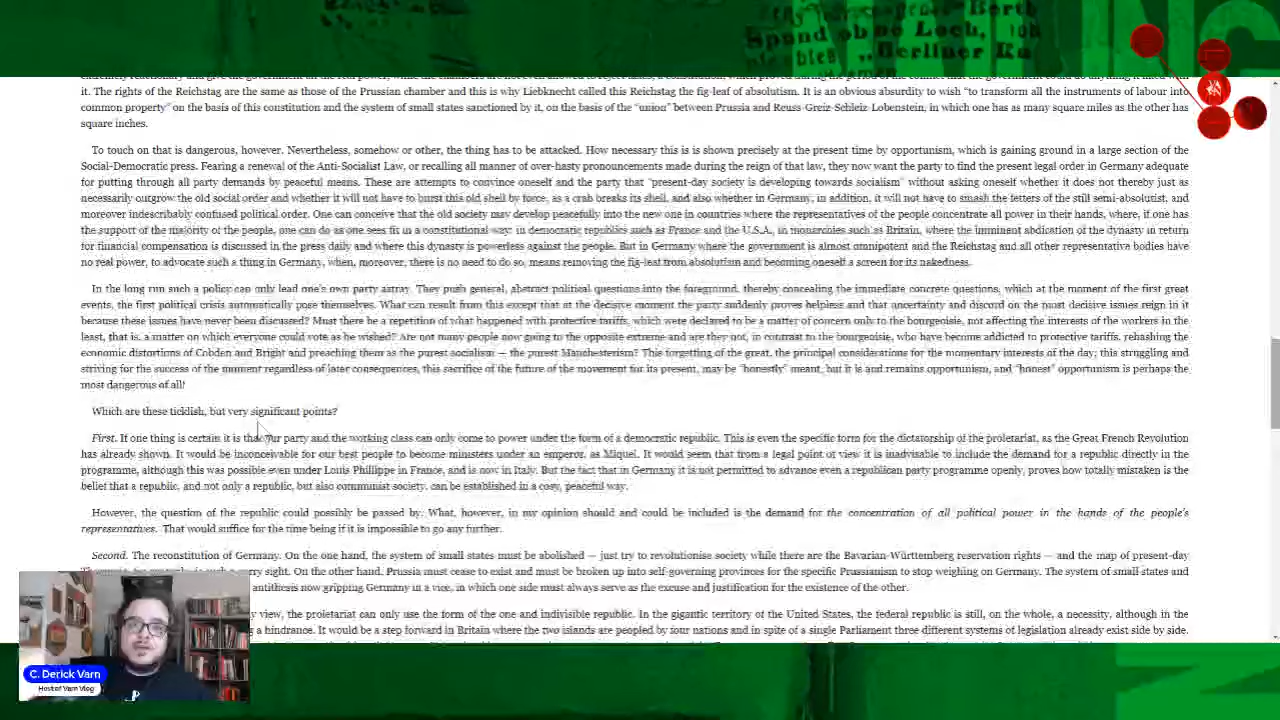 Berth
Spand ob no Loch,
Berliner Ra
it. The rights of the Reichstag are the same as those of the Prussian chamber and this is why Liebknecht called this Reichstag the fig-leaf of absolutism. It is an obvious absurdity to wish “to transform all the instruments of labour into
common property” on the basis of this constitution and the system of small states sanctioned by it, on the basis of the “union” between Prussia and Reuss-Greiz-Schleiz-Lobenstein, in which one has as many square miles as the other has
square inches.
To touch on that is dangerous, however. Nevertheless, somehow or other, the thing has to be attacked. How necessary this is is shown precisely at the present time by opportunism, which is gaining ground in a large section of the
Social-Democratic press. Fearing a renewal of the Anti-Socialist Law, or recalling all manner of over-hasty pronouncements made during the reign of that law, they now want the party to find the present legal order in Germany adequate
for putting through all party demands by peaceful means. These are attempts to convince oneself and the party that “present-day society is developing towards socialism” without asking oneself whether it does not thereby just as
necessarily outgrow the old social order and whether it will not have to burst this old shell by force, as a crab breaks its shell, and also whether in Germany, in addition, it will not have to smash the fetters of the still semi-absolutist, and
moreover indescribably confused political order. One can conceive that the old society may develop peacefully into the new one in countries where the representatives of the people concentrate all power in their hands, where, if one has
the support of the majority of the people, one can do as one sees fit in a constitutional way: in democratic republics such as France and the U.S.A., in monarchies such as Britain, where the imminent abdication of the dynasty in return
for financial compensation is discussed in the press daily and where this dynasty is powerless against the people. But in Germany where the government is almost omnipotent and the Reichstag and all other representative bodies have
no real power, to advocate such a thing in Germany, when, moreover, there is no need to do so, means removing the fig-leaf from absolutism and becoming oneself a screen for its nakedness.
In the long run such a policy can only lead one's own party astray. They push general, abstract political questions into the foreground, thereby concealing the immediate concrete questions, which at the moment of the first great
events, the first political crisis automatically pose themselves. What can result from this except that at the decisive moment the party suddenly proves helpless and that uncertainty and discord on the most decisive issues reign in it
because these issues have never been discussed? Must there be a repetition of what happened with protective tariffs, which were declared to be a matter of concern only to the bourgeoisie, not affecting the interests of the workers in the
least, that is, a matter on which everyone could vote as he wished? Are not many people now going to the opposite extreme and are they not, in contrast to the bourgeoisie, who have become addicted to protective tariffs, rehashing the
economic distortions of Cobden and Bright and preaching them as the purest socialism — the purest Manchesterism? This forgetting of the great, the principal considerations for the momentary interests of the day, this struggling and
striving for the success of the moment regardless of later consequences, this sacrifice of the future of the movement for its present, may be “honestly” meant, but it is and remains opportunism, and “honest” opportunism is perhaps the
most dangerous of all!
Which are these ticklish, but very significant points?
First. If one thing is certain it is that our party and the working class can only come to power under the form of a democratic republic. This is even the specific form for the dictatorship of the proletariat, as the Great French Revolution
has already shown. It would be inconceivable for our best people to become ministers under an emperor, as Miquel. It would seem that from a legal point of view it is inadvisable to include the demand for a republic directly in the
programme, although this was possible even under Louis Phillippe in France, and is now in Italy. But the fact that in Germany it is not permitted to advance even a republican party programme openly, proves how totally mistaken is the
belief that a republic, and not only a republic, but also communist society, can be established in a cosy, peaceful way.
However, the question of the republic could possibly be passed by. What, however, in my opinion should and could be included is the demand for the concentration of all political power in the hands of the people's
representatives. That would suffice for the time being if it is impossible to go any further.
Second. The reconstitution of Germany. On the one hand, the system of small states must be abolished — just try to revolutionise society while there are the Bavarian-Württemberg reservation rights — and the map of present-day
sorry sight. On the other hand, Prussia must cease to exist and must be broken up into self-governing provinces for the specific Prussianism to stop weighing on Germany. The system of small states and
antithesis now gripping Germany in a vice, in which one side must always serve as the excuse and justification for the existence of the other.
y view, the proletariat can only use the form of the one and indivisible republic. In the gigantic territory of the United States, the federal republic is still, on the whole, a necessity, although in the
g a hindrance. It would be a step forward in Britain where the two islands are peopled by four nations and in spite of a single Parliament three different systems of legislation already exist side by side.
C. Derick Varn
Host of Varn Vlog